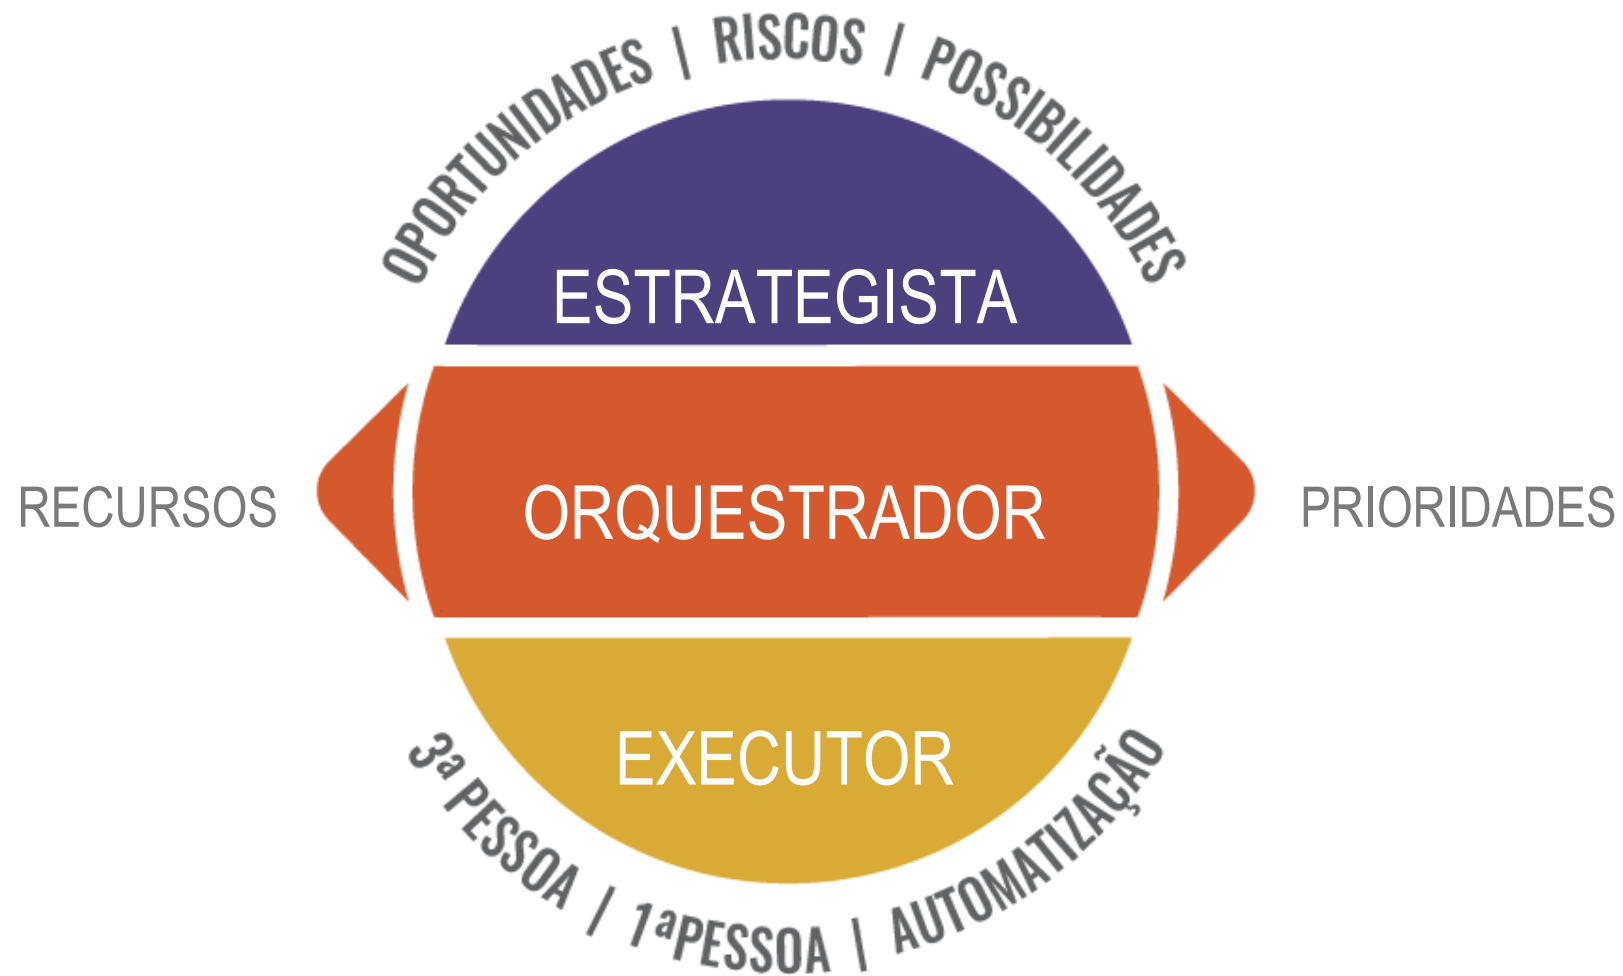 OPORTUNIDADES | RISCOS | POSSIBILIDADES
ESTRATEGISTA
RECURSOS
ORQUESTRADOR
PRIORIDADES
EXECUTOR
3ª PESSOA | 1ªPESSOA | AUTOMATIZAÇÃO